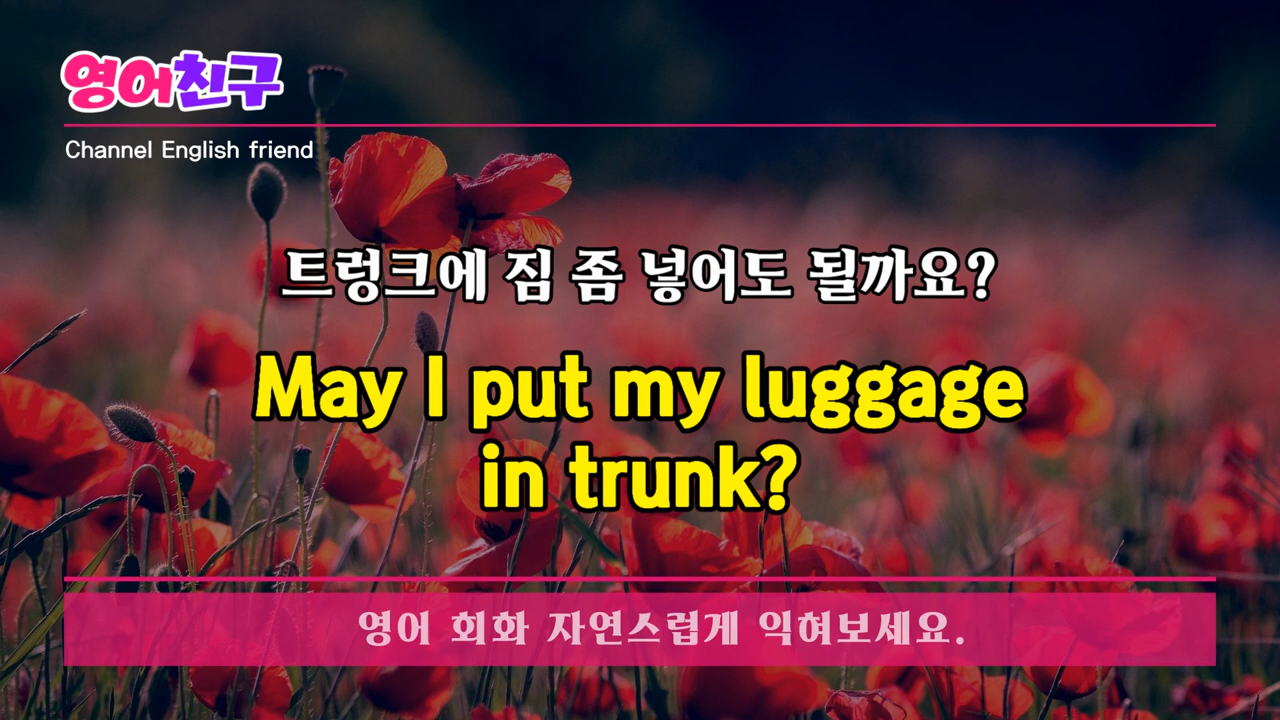 영어친구
Channel English friend
트렁크에 짐 좀 넣어도 될까요?
May I put my luggage
in trunk?
영어 회화 자연스럽게 익혀보세요.